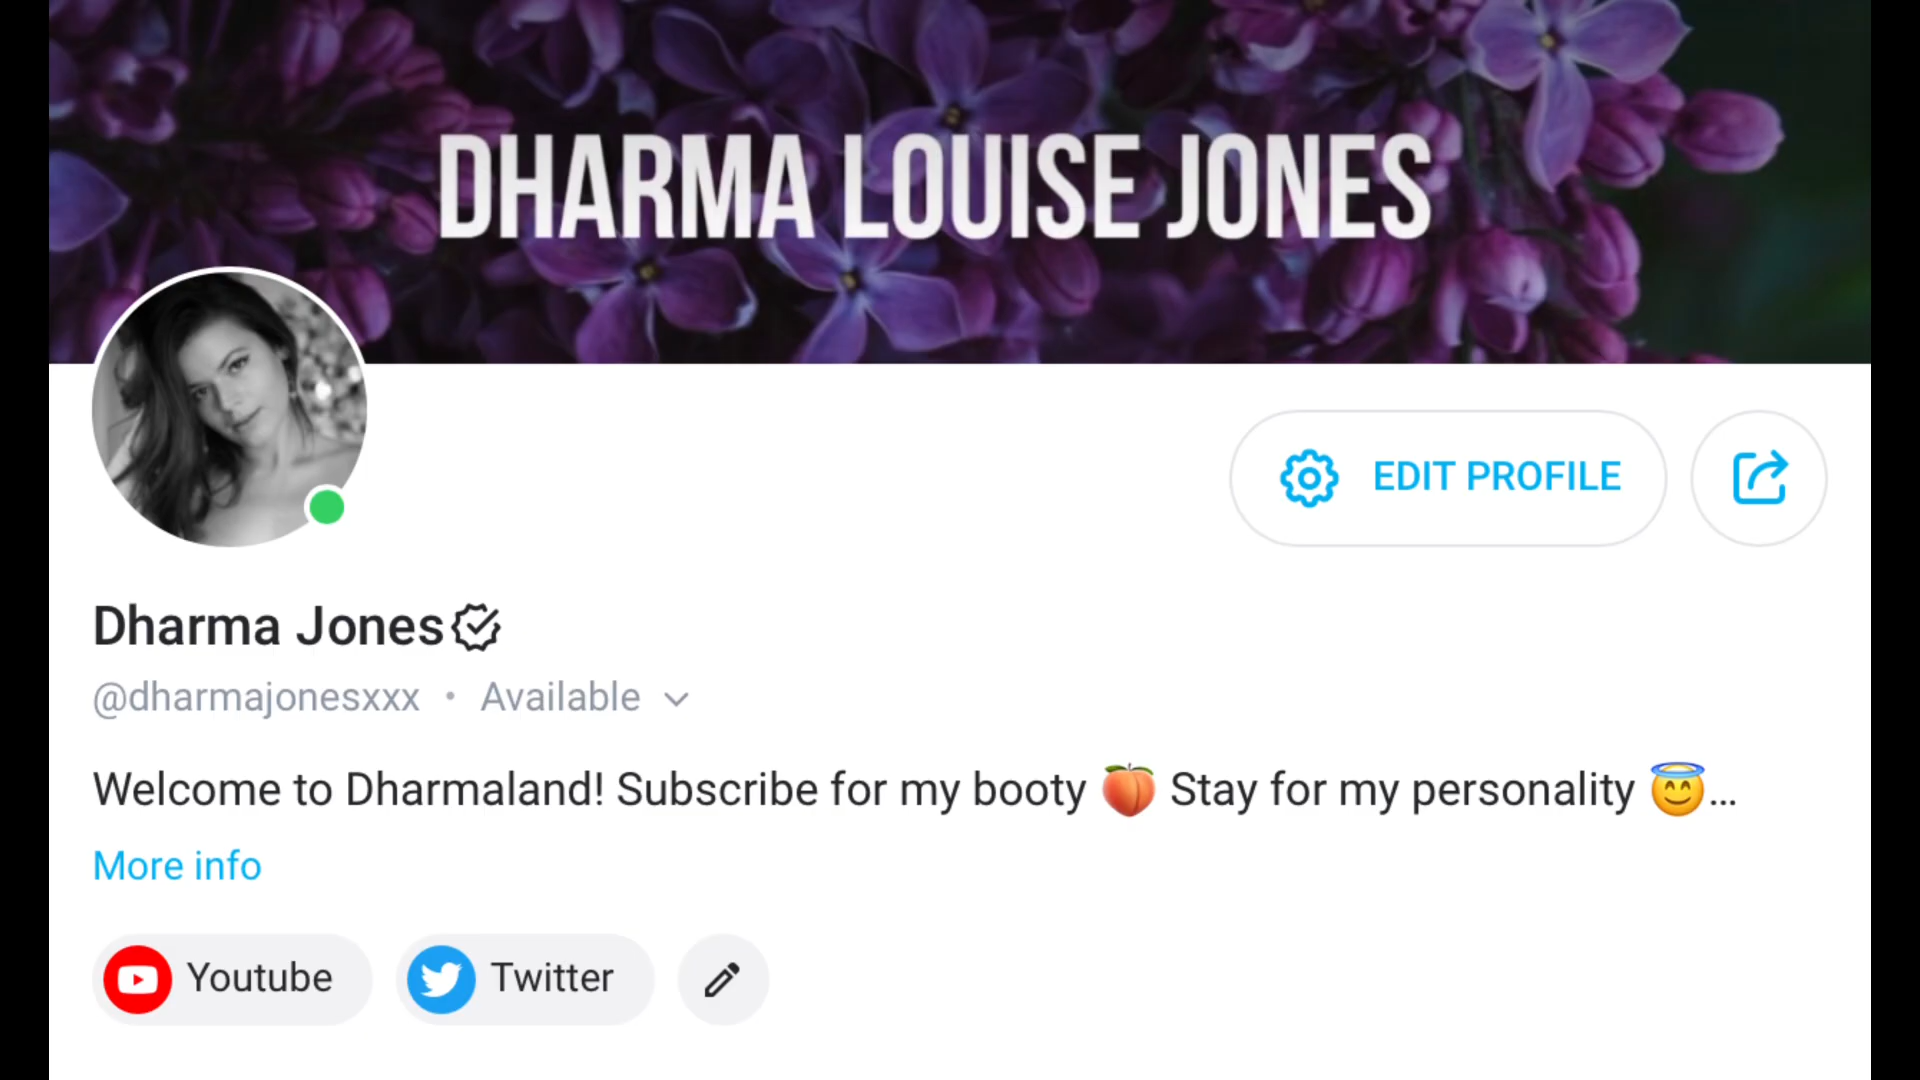 DHARMA LOUISE JONES
EDIT PROFILE
Dharma Jones
@dharmajonesxxx • Available
Welcome to Dharmaland! Subscribe for my booty 🍑 Stay for my personality 😇...
More info
Youtube Twitter